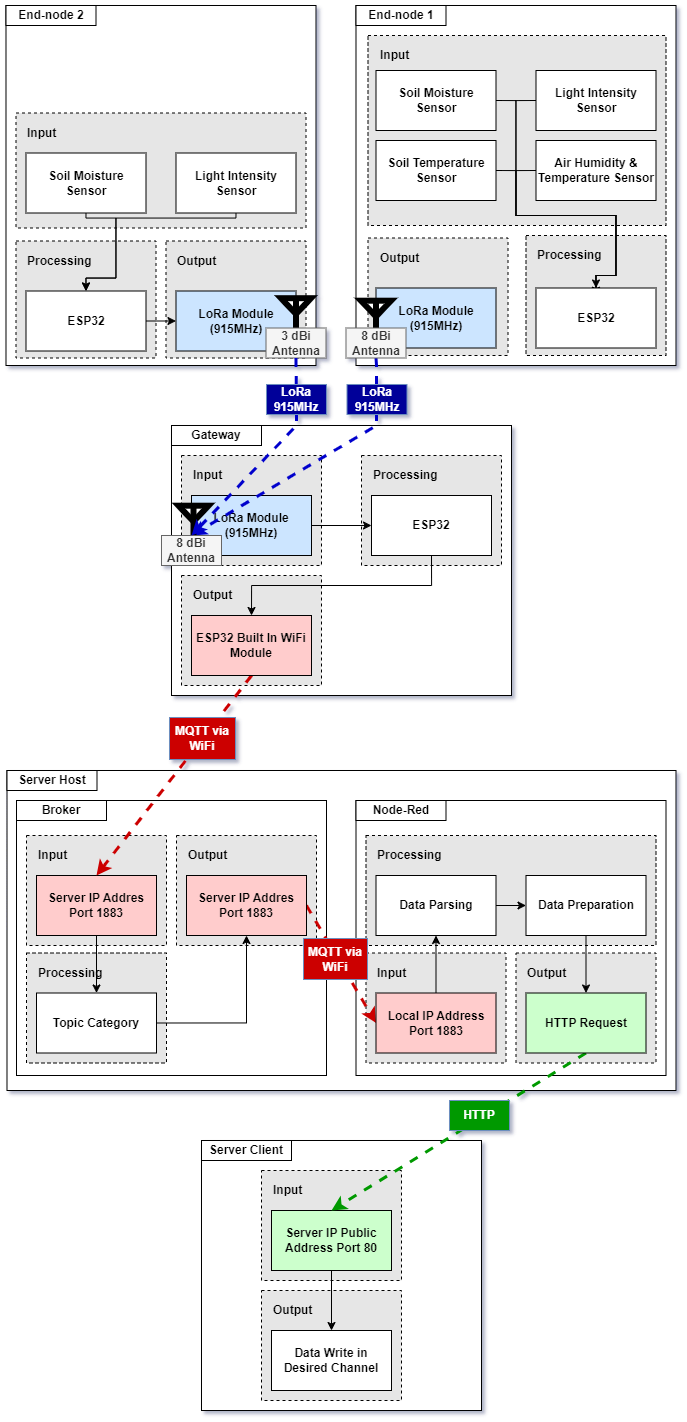 End-node 2
Input
Soil Moisture
Sensor
Light Intensity
Sensor
Processing
ESP32
Output
LoRa Module
(915MHz)
3 dBi
Antenna
End-node 1
Input
Soil Moisture
Sensor
Light Intensity
Sensor
Soil Temperature
Sensor
Air Humidity &
Temperature Sensor
Output
LoRa Module
(915MHz)
8 dBi
Antenna
Processing
ESP32
LoRa
915MHz
LoRa
915MHz
Gateway
Input
LoRa Module
(915MHz)
8 dBi
Antenna
Processing
ESP32
Output
ESP32 Built In WiFi
Module
MQTT via
WiFi
Server Host
Broker
Input
Server IP Addres
Port 1883
Output
Server IP Addres
Port 1883
Processing
Topic Category
MQTT via
WiFi
Node-Red
Processing
Data Parsing
Data Preparation
Input
Local IP Address
Port 1883
Output
HTTP Request
HTTP
Server Client
Input
Server IP Public
Address Port 80
Output
Data Write in
Desired Channel